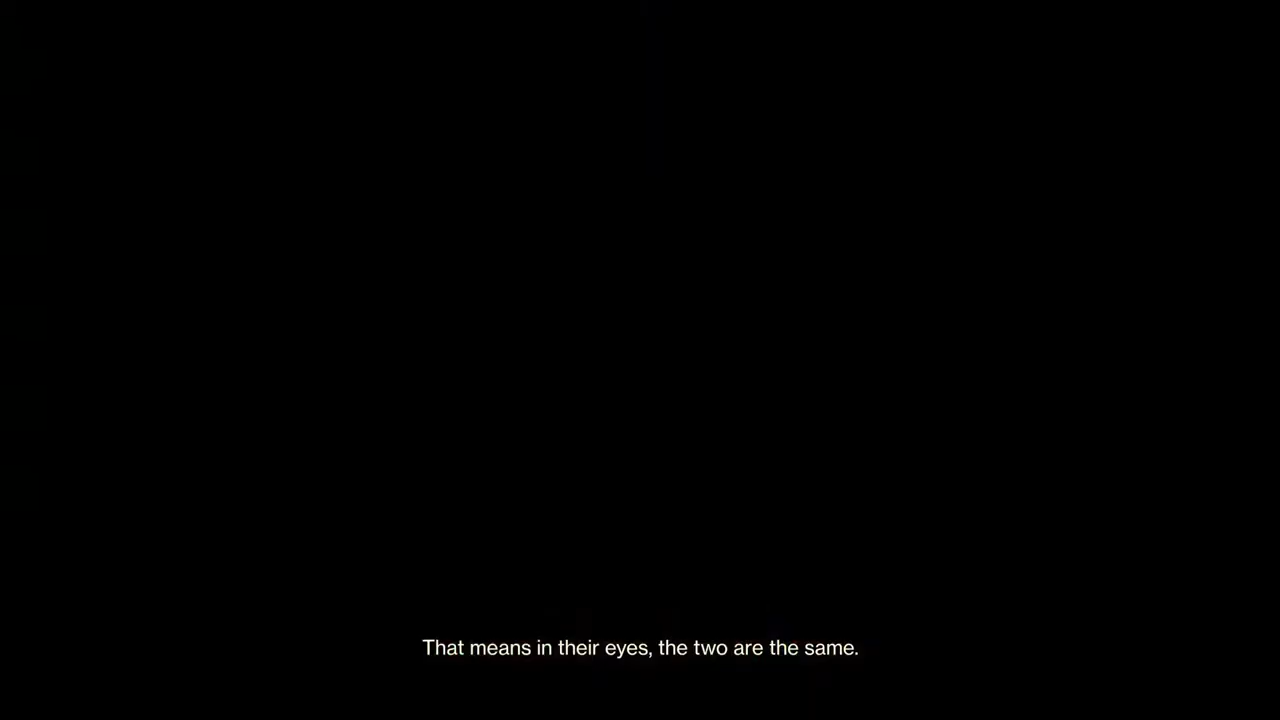 That means in their eyes, the two are the same.